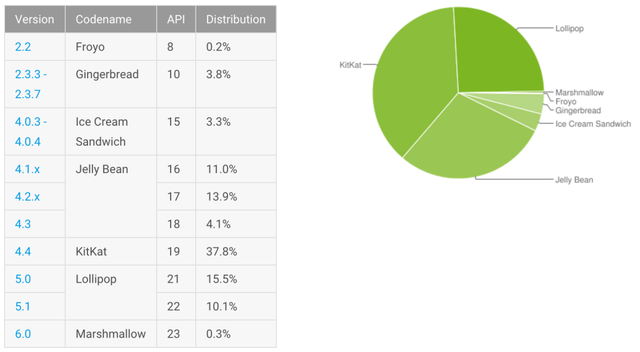 Version Codename API Distribution
2.2 Froyo 8 0.2%
2.3.3 - Gingerbread 10 3.8%
2.3.7
4.0.3 - Ice Cream 15 3.3%
4.0.4 Sandwich
4.1.x Jelly Bean 16 11.0%
4.2.x 17 13.9%
4.3 18 4.1%
4.4 KitKat 19 37.8%
5.0 Lollipop 21 15.5%
5.1 22 10.1%
6.0 Marshmallow 23 0.3%
Lollipop
KitKat
Marshmallow
Froyo
Gingerbread
Ice Cream Sandwich
Jelly Bean